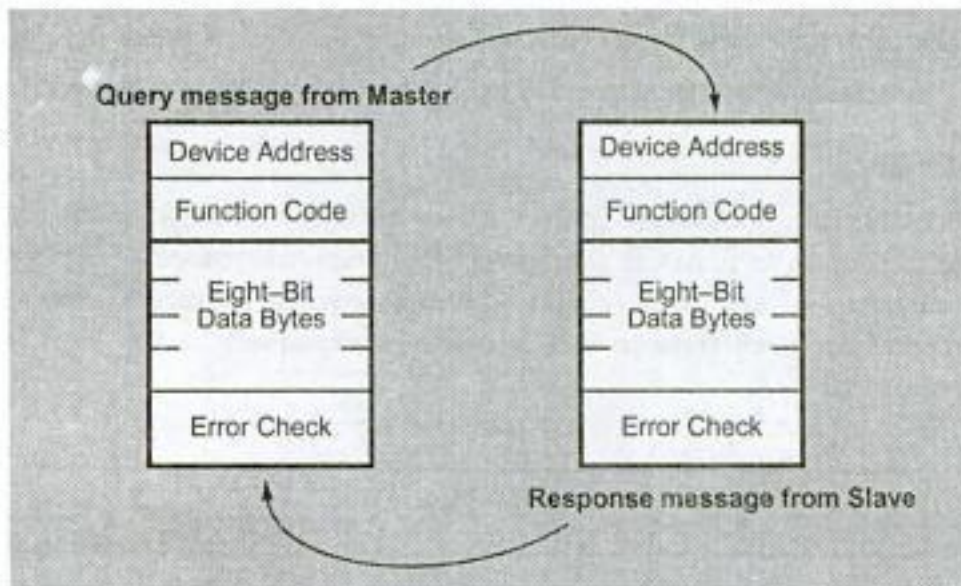 Query message from Master
Device Address
Function Code
Eight–Bit
Data Bytes
Error Check
Device Address
Function Code
Eight–Bit
Data Bytes
Error Check
Response message from Slave